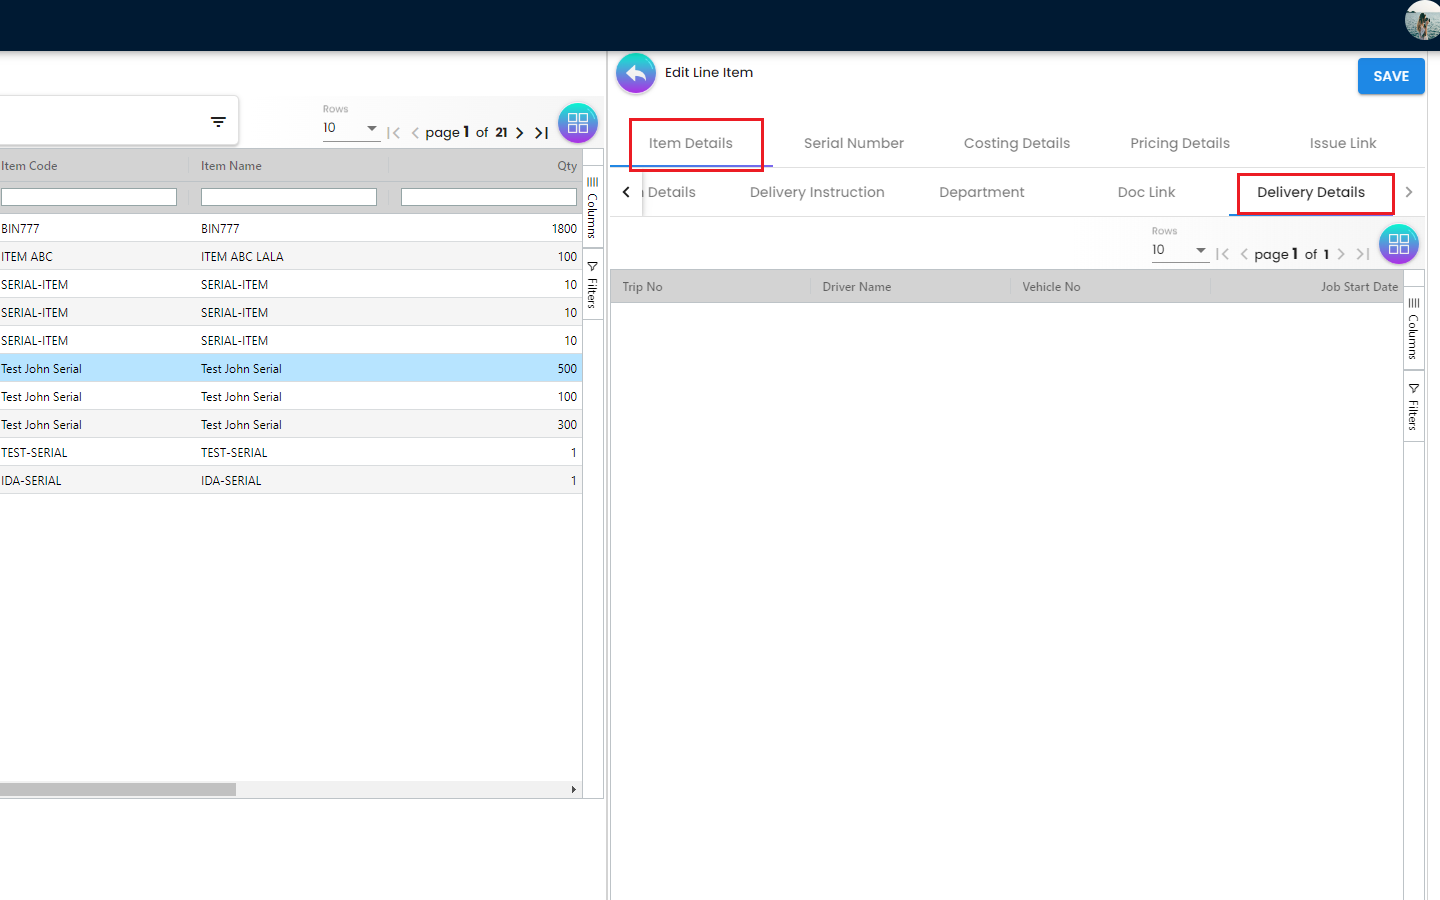 Edit Line Item
SAVE
Rows
10
page 1 of 21
Item Details
Serial Number
Costing Details
Pricing Details
Issue Link
Details
Delivery Instruction
Department
Doc Link
Delivery Details
Item Code
Item Name
Qty
BIN777 BIN777 1800
ITEM ABC ITEM ABC LALA 100
SERIAL-ITEM SERIAL-ITEM 10
SERIAL-ITEM SERIAL-ITEM 10
SERIAL-ITEM SERIAL-ITEM 10
Test John Serial Test John Serial 500
Test John Serial Test John Serial 100
Test John Serial Test John Serial 300
TEST-SERIAL TEST-SERIAL 1
IDA-SERIAL IDA-SERIAL 1
Columns
Filters
Rows
10
page 1 of 1
Trip No
Driver Name
Vehicle No
Job Start Date
Columns
Filters